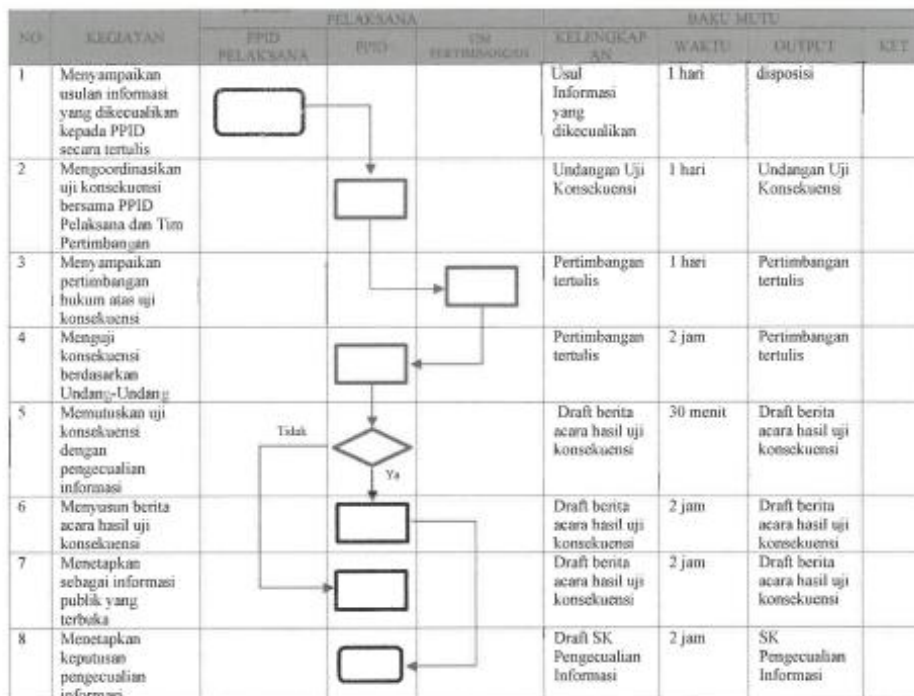 PELAKSANA
BAKU MUTU
NO
KEGIATAN
PPID
PELAKSANA
PPID
TIM
PERTIMBANGAN
KELENGKAP
AN
WAKTU
OUTPUT
KET
1
Menyampaikan
usulan informasi
yang dikecualikan
kepada PPID
secara tertulis
Usul
Informasi
yang
dikecualikan
1 hari
disposisi
2
Mengoordinasikan
uji konsekuensi
bersama PPID
Pelaksana dan Tim
Pertimbangan
Undangan Uji
Konsekuensi
1 hari
Undangan Uji
Konsekuensi
3
Menyampaikan
pertimbangan
hukum atas uji
konsekuensi
Pertimbangan
tertulis
1 hari
Pertimbangan
tertulis
4
Menguji
konsekuensi
berdasarkan
Undang-Undang
Pertimbangan
tertulis
2 jam
Pertimbangan
tertulis
5
Memutuskan uji
konsekuensi
dengan
pengecualian
informasi
Tidak
Ya
Draft berita
acara hasil uji
konsekuensi
30 menit
Draft berita
acara hasil uji
konsekuensi
6
Menyusun berita
acara hasil uji
konsekuensi
Draft berita
acara hasil uji
konsekuensi
2 jam
Draft berita
acara hasil uji
konsekuensi
7
Menetapkan
sebagai informasi
publik yang
terbuka
Draft berita
acara hasil uji
konsekuensi
2 jam
Draft berita
acara hasil uji
konsekuensi
8
Menetapkan
keputusan
pengecualian
informasi
Draft SK
Pengecualian
Informasi
2 jam
SK
Pengecualian
Informasi